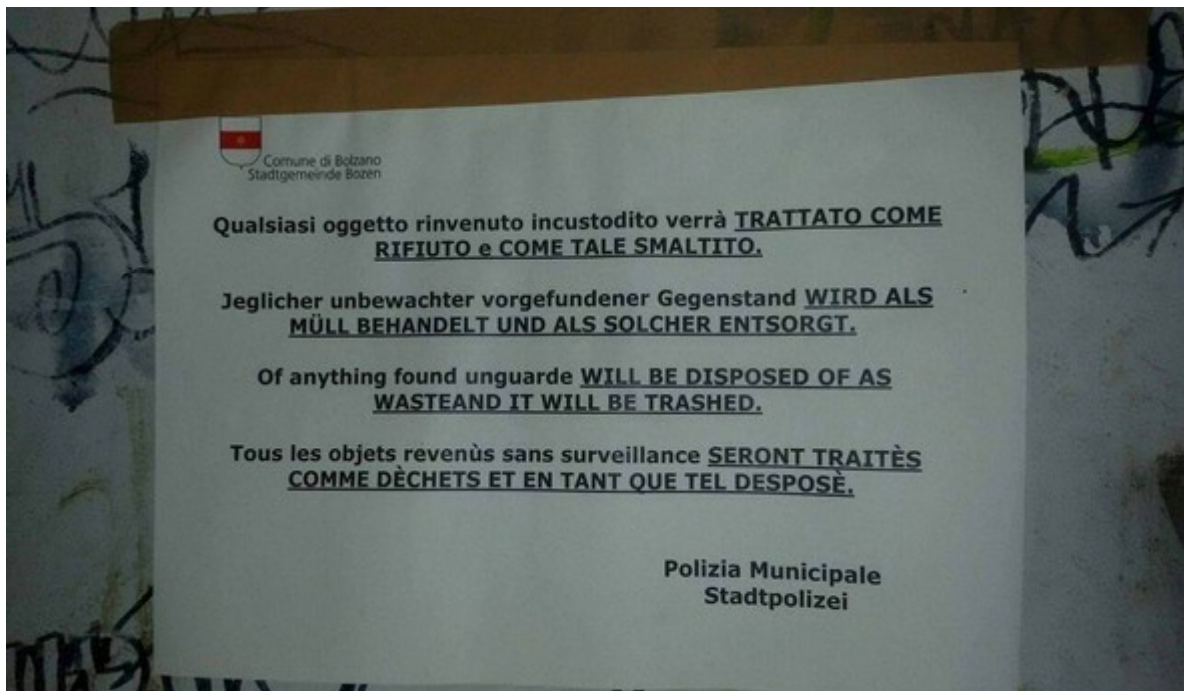 Comune di Bolzano
Stadtgemeinde Bozen
Qualsiasi oggetto rinvenuto incustodito verrà TRATTATO COME
RIFIUTO e COME TALE SMALTITO.
Jeglicher unbewachter vorgefundener Gegenstand WIRD ALS
MÜLL BEHANDELT UND ALS SOLCHER ENTSORGT.
Of anything found unguarde WILL BE DISPOSED OF AS
WASTEAND IT WILL BE TRASHED.
Tous les objets revenùs sans surveillance SERONT TRAITÈS
COMME DÈCHETS ET EN TANT QUE TEL DESPOSÈ.
Polizia Municipale
Stadtpolizei